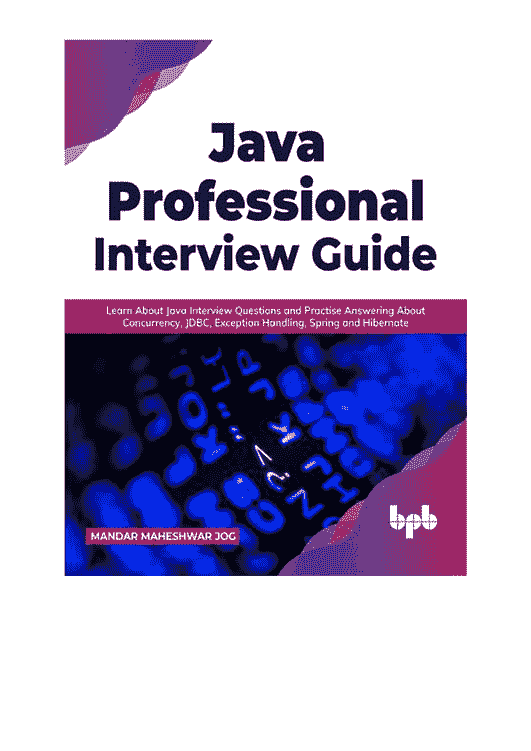 Java
Professional
Interview Guide
Learn About Java Interview Questions and Practise Answering About
Concurrency, JDBC, Exception Handling, Spring and Hibernate
MANDAR MAHESHWAR JOG
bpb